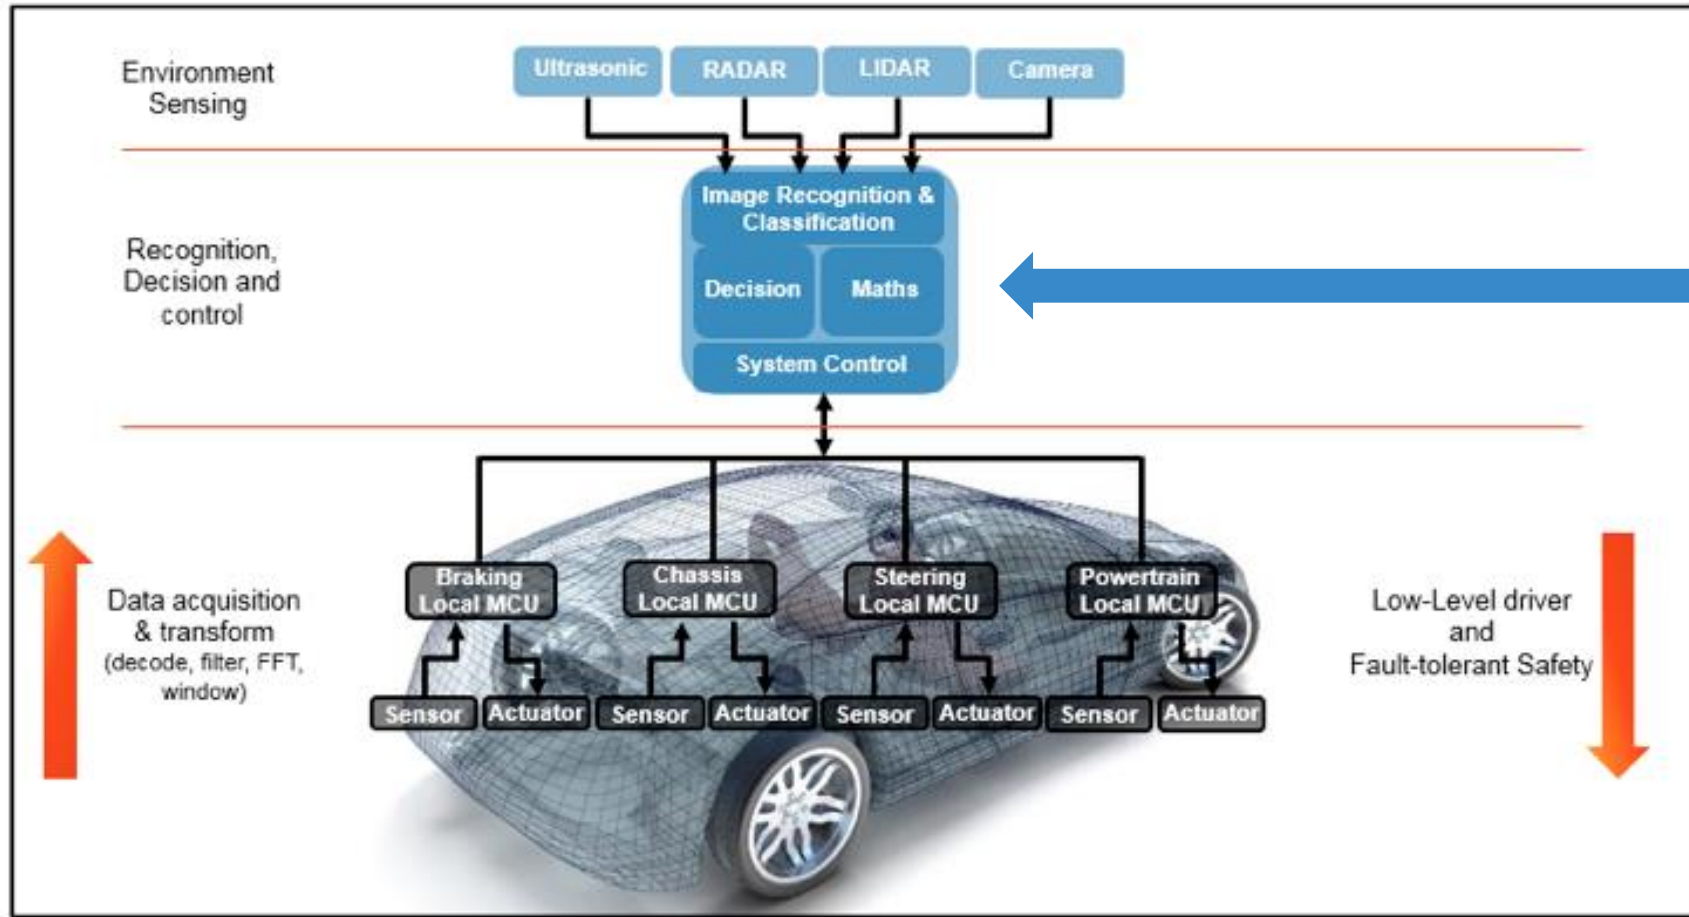 Environment
Sensing
Ultrasonic
RADAR
LIDAR
Camera
Recognition,
Decision and
control
Image Recognition &
Classification
Decision
Maths
System Control
Data acquisition
& transform
(decode, filter, FFT,
window)
Braking
Local MCU
Chassis
Local MCU
Steering
Local MCU
Powertrain
Local MCU
Sensor
Actuator
Sensor
Actuator
Sensor
Actuator
Sensor
Actuator
Low-Level driver
and
Fault-tolerant Safety